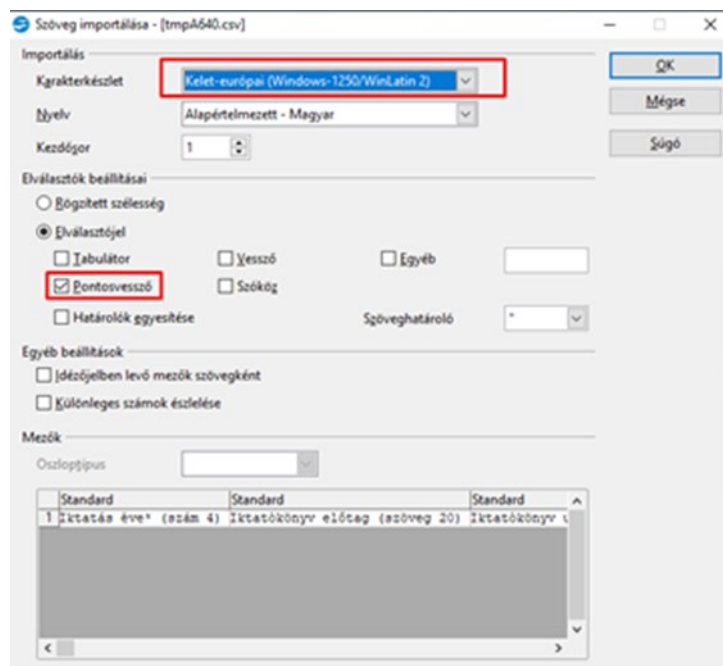 Szöveg importálása - [tmpA640.csv]
Importálás
Karakterkészlet Kelet-európai (Windows-1250/WinLatin 2)
OK
Nyelv Alapértelmezett - Magyar
Mégse
Kezdősor 1
Súgó
Elválasztók beállításai
Rögzített szélesség
Elválasztójel
Tabulátor Vessző Egyéb
Pontosvessző Szóköz
Határolók egyesítése Szöveghatároló "
Egyéb beállítások
Idézőjelben levő mezők szövegként
Különleges számok észlelése
Mezők
Oszloptípus
Standard Standard Standard
1 Iktatás éve* (szám 4) Iktatókönyv előtag (szöveg 20) Iktatókönyv